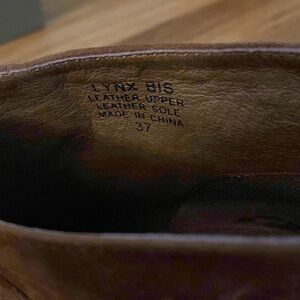 LYNX BIS
LEATHER UPPER
LEATHER SOLE
MADE IN CHINA
37